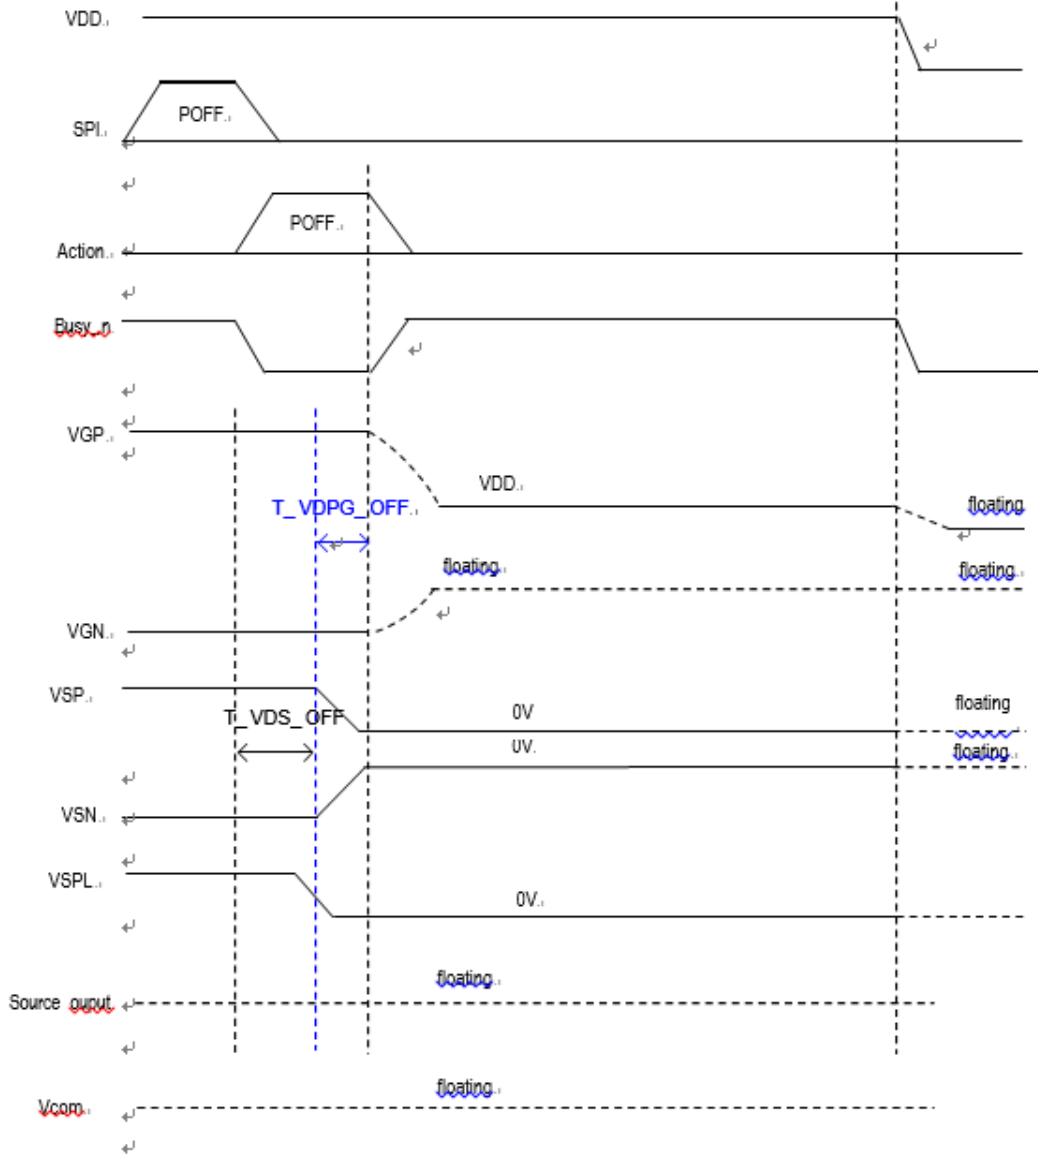 VDD
SPI
POFF
Action
POFF
Busy_n
VGP
VDD
T_VDPG_OFF
floating
floating
floating
VGN
VSP
floating
0V
T_VDS_OFF
0V
floating
VSN
VSPL
0V
floating
Source ouput
floating
Vcom